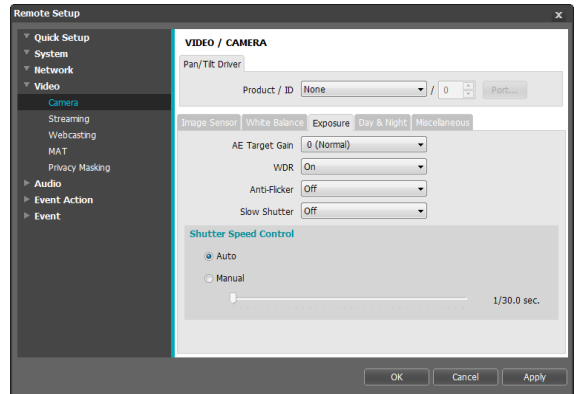 Remote Setup
x
Quick Setup
System
Network
Video
Camera
Streaming
Webcasting
MAT
Privacy Masking
Audio
Event Action
Event
VIDEO / CAMERA
Pan/Tilt Driver
Product / ID None / 0 Port...
Image Sensor White Balance Exposure Day & Night Miscellaneous
AE Target Gain 0 (Normal)
WDR On
Anti-Flicker Off
Slow Shutter Off
Shutter Speed Control
Auto
Manual
1/30.0 sec.
OK Cancel Apply